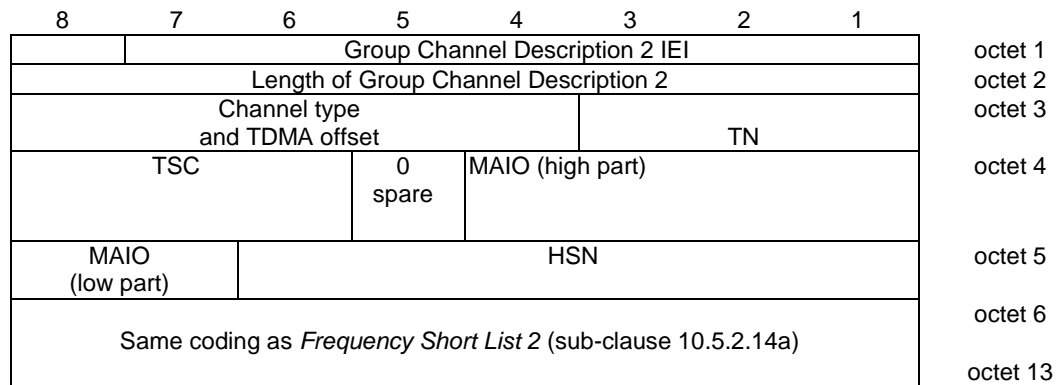 8 7 6 5 4 3 2 1
Group Channel Description 2 IEI octet 1
Length of Group Channel Description 2 octet 2
Channel type octet 3
and TDMA offset TN
TSC 0 MAIO (high part) octet 4
spare
MAIO HSN octet 5
(low part)
octet 6
Same coding as Frequency Short List 2 (sub-clause 10.5.2.14a)
octet 13